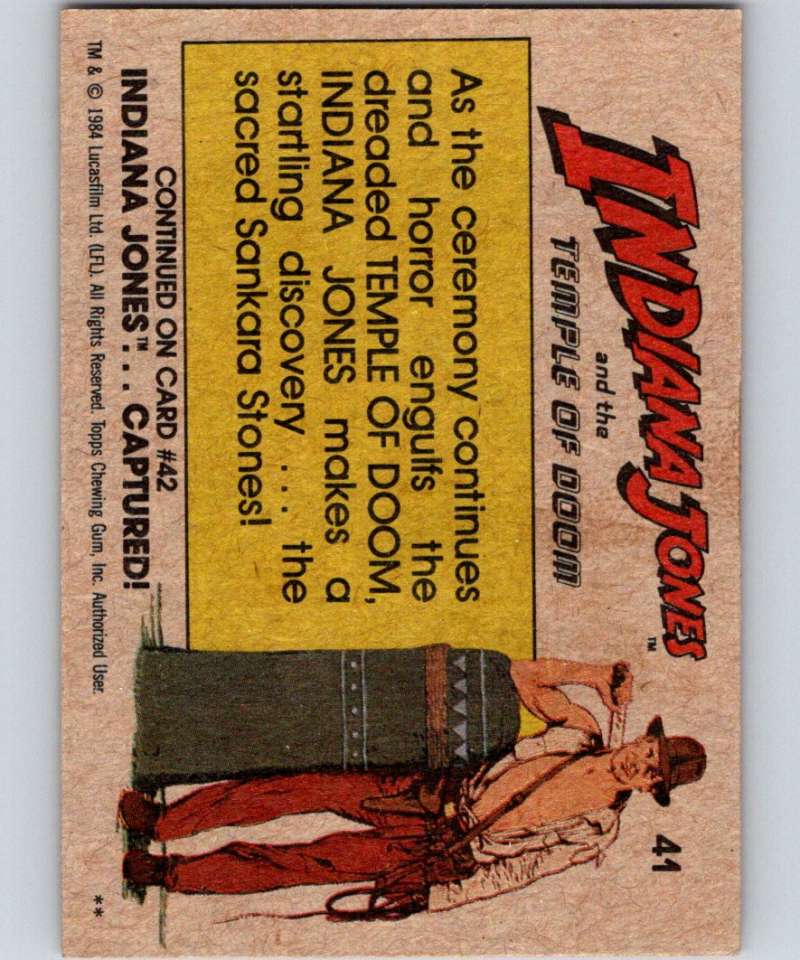 INDIANA JONES™
and the
TEMPLE OF DOOM
41
As the ceremony continues
and horror engulfs the
dreaded TEMPLE OF DOOM,
INDIANA JONES makes a
startling discovery . . . the
sacred Sankara Stones!
CONTINUED ON CARD #42
INDIANA JONES™. . . CAPTURED!
TM & © 1984 Lucasfilm Ltd. (LFL). All Rights Reserved. Topps Chewing Gum, Inc. Authorized User.
**